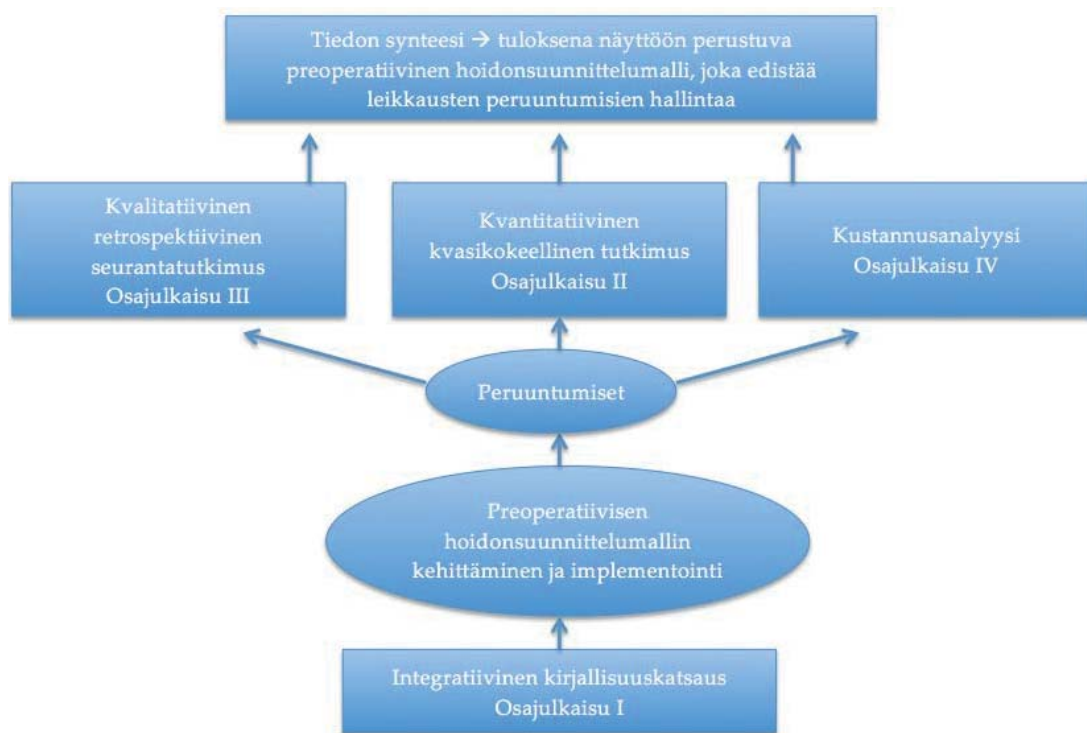 Tiedon synteesi → tuloksena näyttöön perustuva
preoperatiivinen hoidonsuunnittelumalli, joka edistää
leikkausten peruuntumisien hallintaa
Kvalitatiivinen
retrospektiivinen
seurantatutkimus
Osajulkaisu III
Kvantitatiivinen
kvasikokeellinen tutkimus
Osajulkaisu II
Kustannusanalyysi
Osajulkaisu IV
Peruuntumiset
Preoperatiivisen
hoidonsuunnittelumallin
kehittäminen ja implementointi
Integratiivinen kirjallisuuskatsaus
Osajulkaisu I